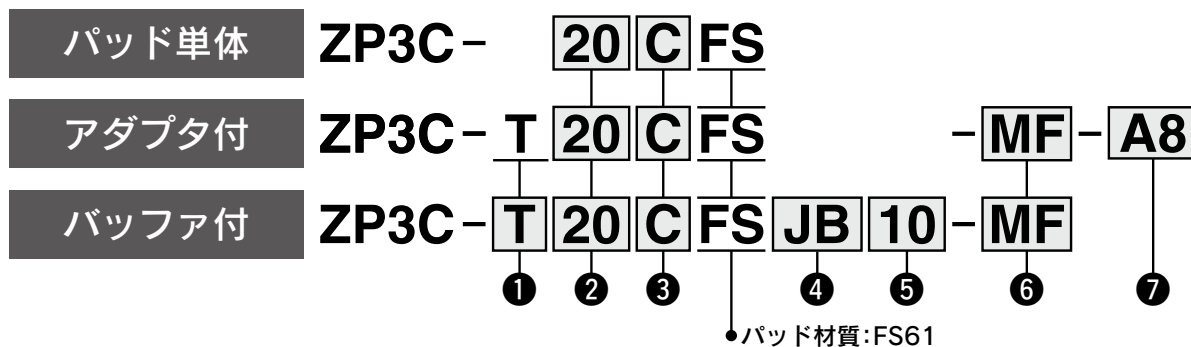 パッド単体 ZP3C- 20 C FS
アダプタ付 ZP3C-T 20 C FS -MF-A8
バッファ付 ZP3C-T 20 C FS JB 10 -MF
❶ ❷ ❸ ❹ ❺ ❻ ❼
●パッド材質:FS61